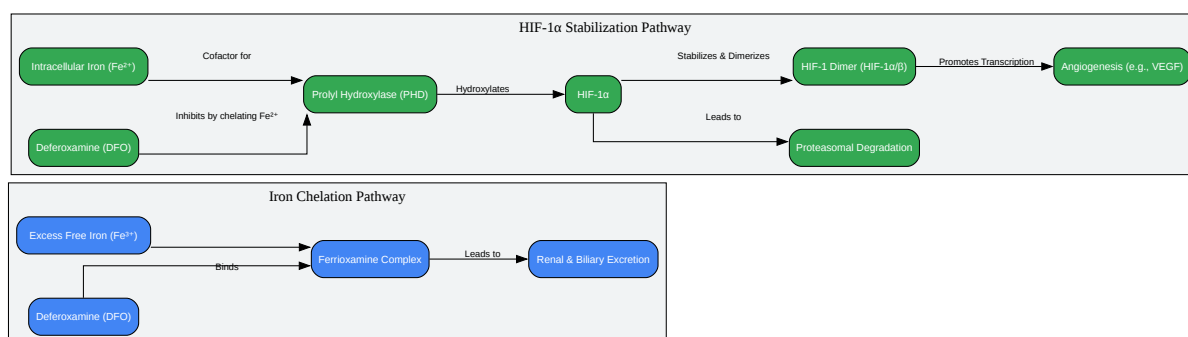 HIF-1α Stabilization Pathway
Intracellular Iron (Fe²⁺)
Cofactor for
Prolyl Hydroxylase (PHD)
Inhibits by chelating Fe²⁺
Deferoxamine (DFO)
Hydroxylates
HIF-1α
Stabilizes & Dimerizes
HIF-1 Dimer (HIF-1α/β)
Promotes Transcription
Angiogenesis (e.g., VEGF)
Leads to
Proteasomal Degradation
Iron Chelation Pathway
Excess Free Iron (Fe³⁺)
Binds
Deferoxamine (DFO)
Ferrioxamine Complex
Leads to
Renal & Biliary Excretion